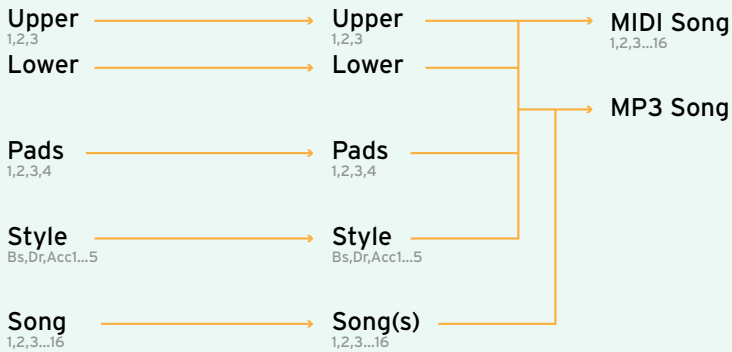 Upper
1,2,3
Lower
Pads
1,2,3,4
Style
Bs,Dr,Acc1...5
Song
1,2,3...16
Upper
1,2,3
Lower
Pads
1,2,3,4
Style
Bs,Dr,Acc1...5
Song(s)
1,2,3...16
MIDI Song
1,2,3...16
MP3 Song